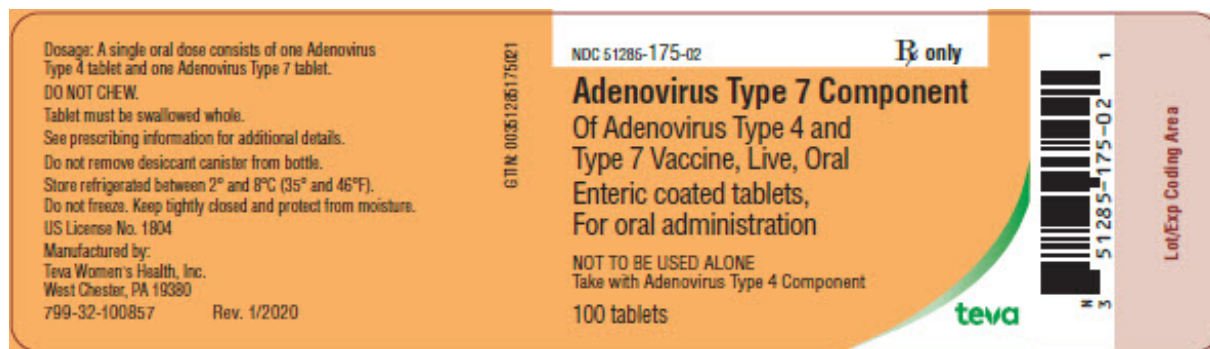 Dosage: A single oral dose consists of one Adenovirus
Type 4 tablet and one Adenovirus Type 7 tablet.
DO NOT CHEW.
Tablet must be swallowed whole.
See prescribing information for additional details.
Do not remove desiccant canister from bottle.
Store refrigerated between 2° and 8°C (35° and 46°F).
Do not freeze. Keep tightly closed and protect from moisture.
US License No. 1804
Manufactured by:
Teva Women's Health, Inc.
West Chester, PA 19380
799-32-100857 Rev. 1/2020
GTIN: 00351285175021
NDC 51285-175-02 Rx only
Adenovirus Type 7 Component
Of Adenovirus Type 4 and
Type 7 Vaccine, Live, Oral
Enteric coated tablets,
For oral administration
NOT TO BE USED ALONE
Take with Adenovirus Type 4 Component
100 tablets
teva
N 3 51285-175-02 1
Lot/Exp Coding Area